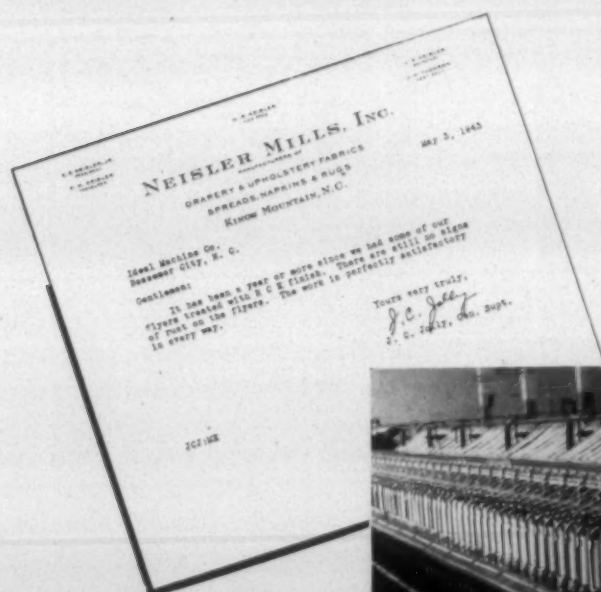 NEISLER MILLS, INC.
MANUFACTURERS OF
DRAPERY & UPHOLSTERY FABRICS
SPREADS, NAPKINS & RUGS
KINGS MOUNTAIN, N.C.
May 3, 1943
Ideal Machine Co.
Bessemer City, N. C.
Gentlemen:
It has been a year or more since we had some of our
flyers treated with R C K finish. There are still no signs
of rust on the flyers. The work is perfectly satisfactory
in every way.
Yours very truly,
J. C. Jolly
J. C. Jolly, Gen. Supt.
JCJ:MK